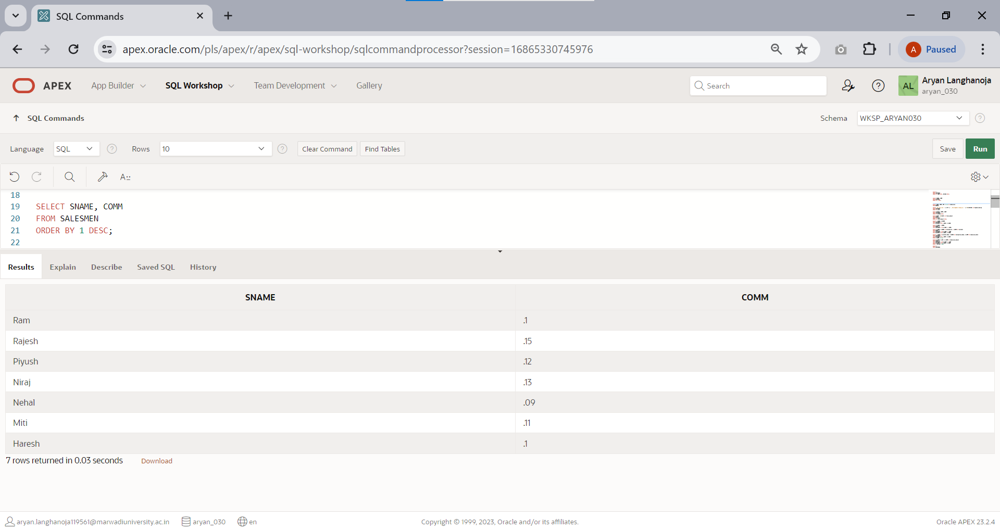 SQL Commands
apex.oracle.com/pls/apex/r/apex/sql-workshop/sqlcommandprocessor?session=16865330745976
A Paused
APEX App Builder SQL Workshop Team Development Gallery Search AL Aryan Langhanoja
aryan_030
SQL Commands Schema WKSP_ARYAN030
Language SQL Rows 10 Clear Command Find Tables Save Run
A
18
19 SELECT SNAME, COMM
20 FROM SALESMEN
21 ORDER BY 1 DESC;
22
Results Explain Describe Saved SQL History
SNAME COMM
Ram .1
Rajesh .15
Piyush .12
Niraj .13
Nehal .09
Miti .11
Haresh .1
7 rows returned in 0.03 seconds Download
aryan.langhanoja119561@marwadiuniversity.ac.in aryan_030 en Copyright © 1999, 2023, Oracle and/or its affiliates. Oracle APEX 23.2.4